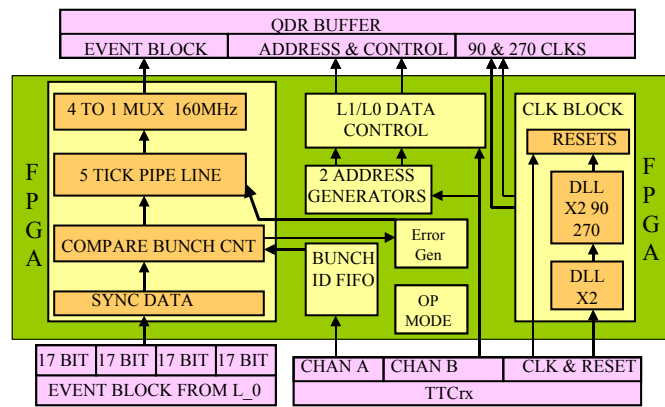 QDR BUFFER
EVENT BLOCK
ADDRESS & CONTROL
90 & 270 CLKS
4 TO 1 MUX 160MHz
L1/L0 DATA
CONTROL
CLK BLOCK
RESETS
F
P
G
A
5 TICK PIPE LINE
2 ADDRESS
GENERATORS
DLL
X2 90
270
F
P
G
A
COMPARE BUNCH CNT
Error
Gen
BUNCH
ID FIFO
SYNC DATA
OP
MODE
DLL
X2
17 BIT
17 BIT
17 BIT
17 BIT
EVENT BLOCK FROM L_0
CHAN A
CHAN B
CLK & RESET
TTCrx